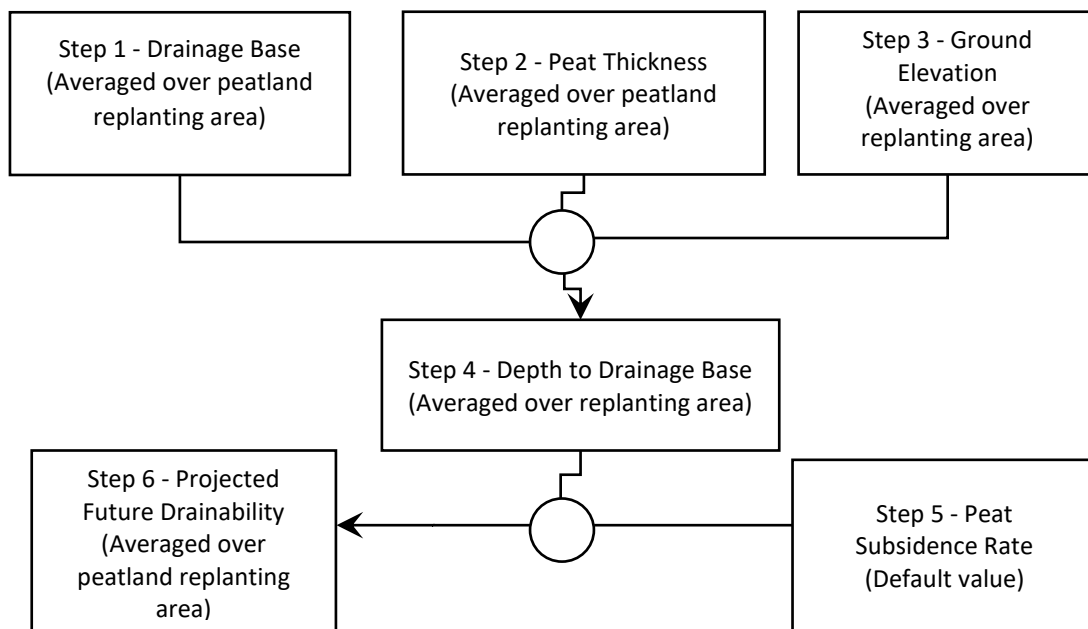 Step 1 - Drainage Base
(Averaged over peatland
replanting area)
Step 2 - Peat Thickness
(Averaged over peatland
replanting area)
Step 3 - Ground
Elevation
(Averaged over
replanting area)
Step 4 - Depth to Drainage Base
(Averaged over replanting area)
Step 6 - Projected
Future Drainability
(Averaged over
peatland replanting
area)
Step 5 - Peat
Subsidence Rate
(Default value)